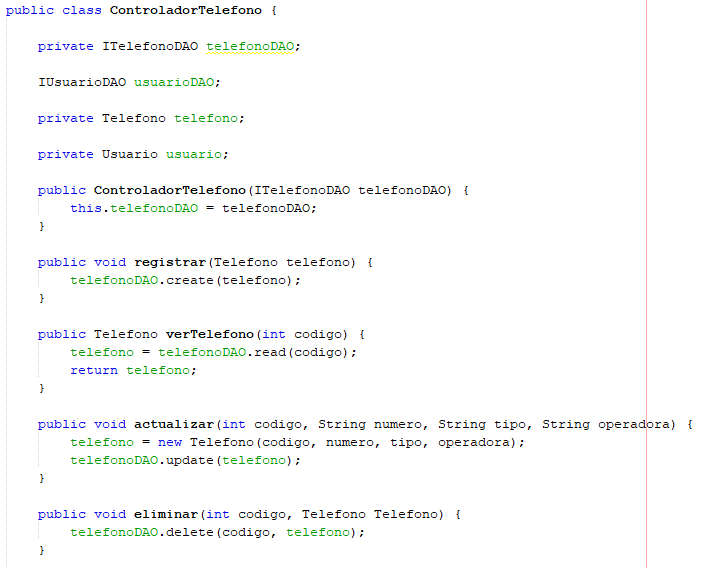 public class ControladorTelefono {
private ITelefonoDAO telefonoDAO;
IUsuarioDAO usuarioDAO;
private Telefono telefono;
private Usuario usuario;
public ControladorTelefono(ITelefonoDAO telefonoDAO) {
this.telefonoDAO = telefonoDAO;
}
public void registrar(Telefono telefono) {
telefonoDAO.create(telefono);
}
public Telefono verTelefono(int codigo) {
telefono = telefonoDAO.read(codigo);
return telefono;
}
public void actualizar(int codigo, String numero, String tipo, String operadora) {
telefono = new Telefono(codigo, numero, tipo, operadora);
telefonoDAO.update(telefono);
}
public void eliminar(int codigo, Telefono Telefono) {
telefonoDAO.delete(codigo, telefono);
}